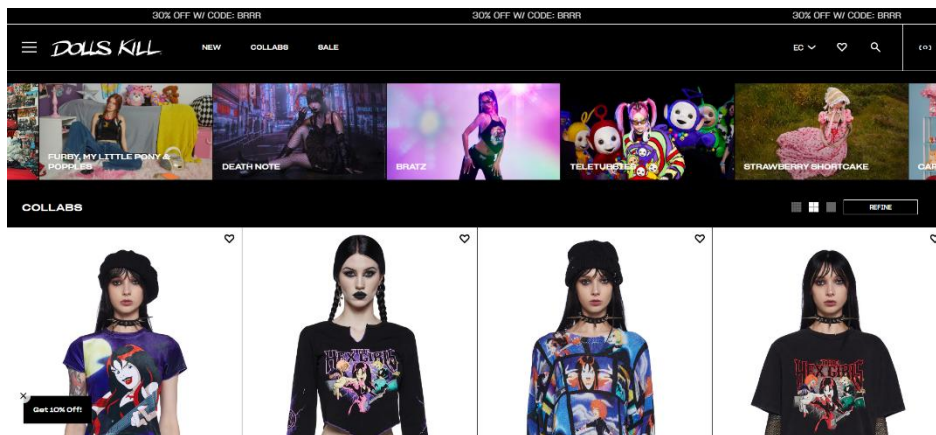 30% OFF W/ CODE: BRRR 30% OFF W/ CODE: BRRR 30% OFF W/ CODE: BRRR
DOLLS KILL NEW COLLABS SALE EC (0)
FURBY, MY LITTLE PONY &
POPPLES
DEATH NOTE
BRATZ
TELETUBBIES
STRAWBERRY SHORTCAKE
COLLABS REFINE
HEX GIRLS
HEX GIRLS
Get 10% Off!